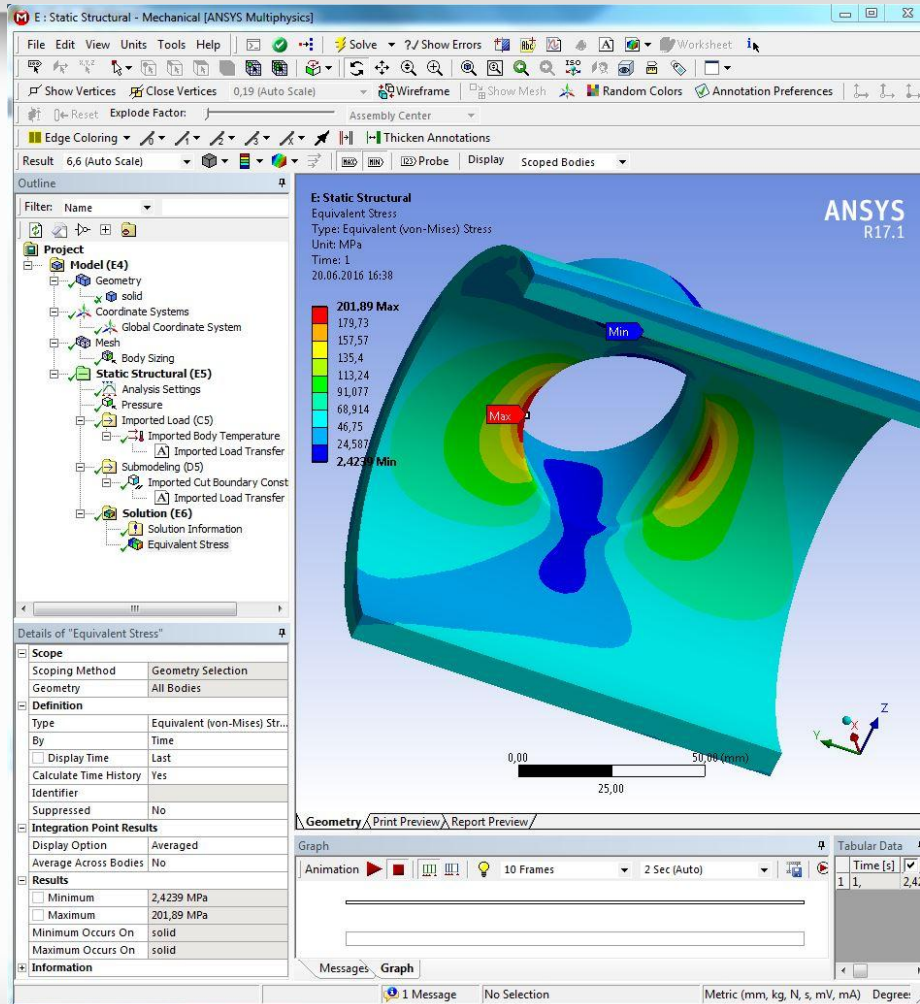 E : Static Structural - Mechanical [ANSYS Multiphysics]
File Edit View Units Tools Help Solve ?/ Show Errors Worksheet
Show Vertices Close Vertices 0,19 (Auto Scale) Wireframe Show Mesh Random Colors Annotation Preferences
Reset Explode Factor: Assembly Center
Edge Coloring Thicken Annotations
Result 6,6 (Auto Scale) MAX MIN Probe Display Scoped Bodies
Outline
Filter: Name
Project
Model (E4)
Geometry
solid
Coordinate Systems
Global Coordinate System
Mesh
Body Sizing
Static Structural (E5)
Analysis Settings
Pressure
Imported Load (C5)
Imported Body Temperature
Imported Load Transfer
Submodeling (D5)
Imported Cut Boundary Const
Imported Load Transfer
Solution (E6)
Solution Information
Equivalent Stress
E: Static Structural
Equivalent Stress
Type: Equivalent (von-Mises) Stress
Unit: MPa
Time: 1
20.06.2016 16:38
201,89 Max
179,73
157,57
135,4
113,24
91,077
68,914
46,75
24,587
2,4239 Min
ANSYS
R17.1
Min
Max
Z
Y
X
0,00 50,00 (mm)
25,00
Details of "Equivalent Stress"
Scope
Scoping Method Geometry Selection
Geometry All Bodies
Definition
Type Equivalent (von-Mises) Str...
By Time
Display Time Last
Calculate Time History Yes
Identifier
Suppressed No
Integration Point Results
Display Option Averaged
Average Across Bodies No
Results
Minimum 2,4239 MPa
Maximum 201,89 MPa
Minimum Occurs On solid
Maximum Occurs On solid
Information
Geometry Print Preview Report Preview
Graph
Animation 10 Frames 2 Sec (Auto)
Tabular Data
Time [s]
1 1, 2,42
Messages Graph
1 Message No Selection Metric (mm, kg, N, s, mV, mA) Degree